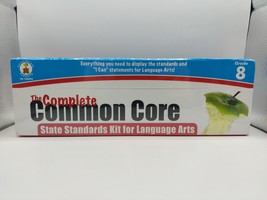 Everything you need to display the standards and
"I Can" statements for Language Arts!
Grade
8
The Complete
Common Core
State Standards Kit for Language Arts